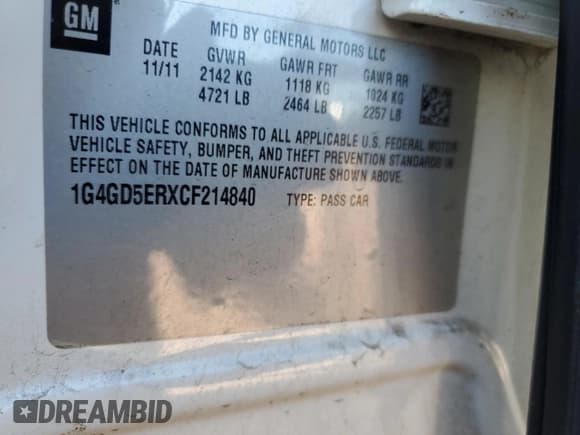 GM
MFD BY GENERAL MOTORS LLC
DATE GVWR GAWR FRT GAWR RR
11/11 2142 KG 1118 KG 1024 KG
4721 LB 2464 LB 2257 LB
THIS VEHICLE CONFORMS TO ALL APPLICABLE U.S. FEDERAL MOTOR
VEHICLE SAFETY, BUMPER, AND THEFT PREVENTION STANDARDS IN
EFFECT ON THE DATE OF MANUFACTURE SHOWN ABOVE.
1G4GD5ERXCF214840 TYPE: PASS CAR
DREAMBID